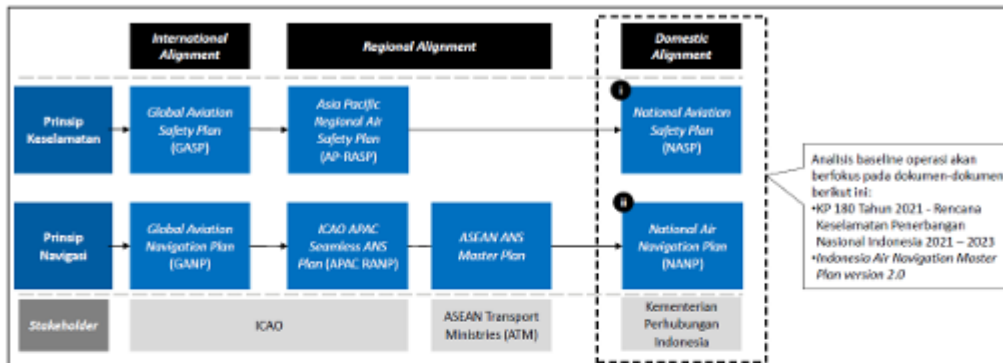 International
Alignment
Regional Alignment
Domestic
Alignment
i
Prinsip
Keselamatan
Global Aviation
Safety Plan
(GASP)
Asia Pacific
Regional Air
Safety Plan
(AP-RASP)
National Aviation
Safety Plan
(NASP)
ii
Prinsip
Navigasi
Global Aviation
Navigation Plan
(GANP)
ICAO APAC
Seamless ANS
Plan (APAC RANP)
ASEAN ANS
Master Plan
National Air
Navigation Plan
(NANP)
Stakeholder
ICAO
ASEAN Transport
Ministries (ATM)
Kementerian
Perhubungan
Indonesia
Analisis baseline operasi akan
berfokus pada dokumen-dokumen
berikut ini:
•KP 180 Tahun 2021 - Rencana
Keselamatan Penerbangan
Nasional Indonesia 2021 – 2023
•Indonesia Air Navigation Master
Plan version 2.0